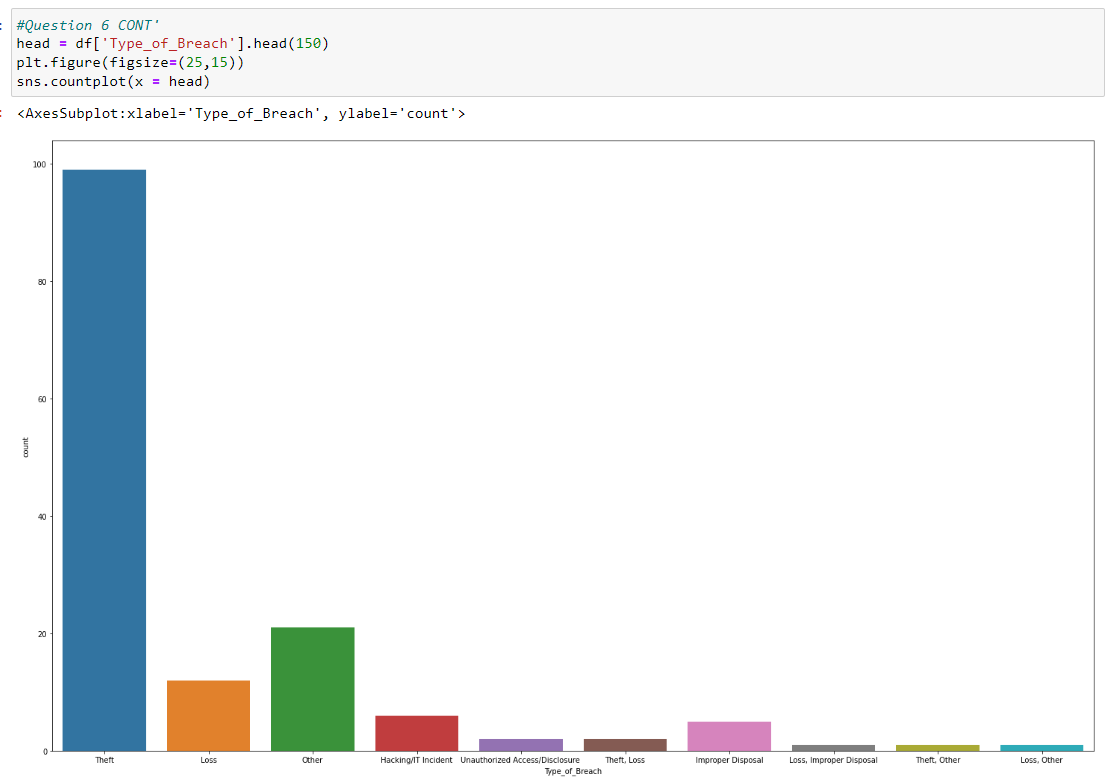 #Question 6 CONT'
head = df['Type_of_Breach'].head(150)
plt.figure(figsize=(25,15))
sns.countplot(x = head)
<AxesSubplot:xlabel='Type_of_Breach', ylabel='count'>
100
80
60
40
20
0
count
Theft Loss Other Hacking/IT Incident Unauthorized Access/Disclosure Theft, Loss Improper Disposal Loss, Improper Disposal Theft, Other Loss, Other
Type_of_Breach